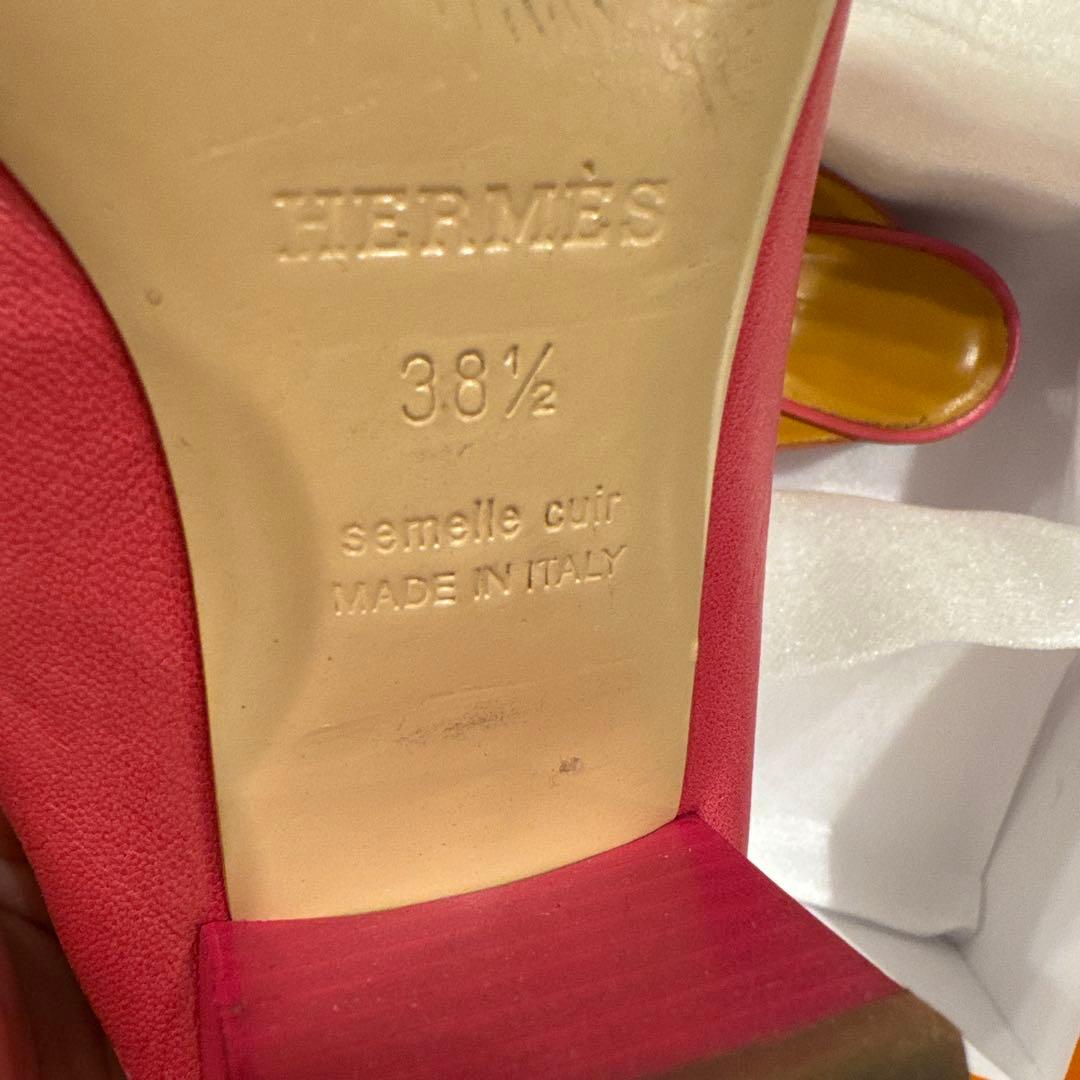 HERMÈS
38½
semelle cuir
MADE IN ITALY